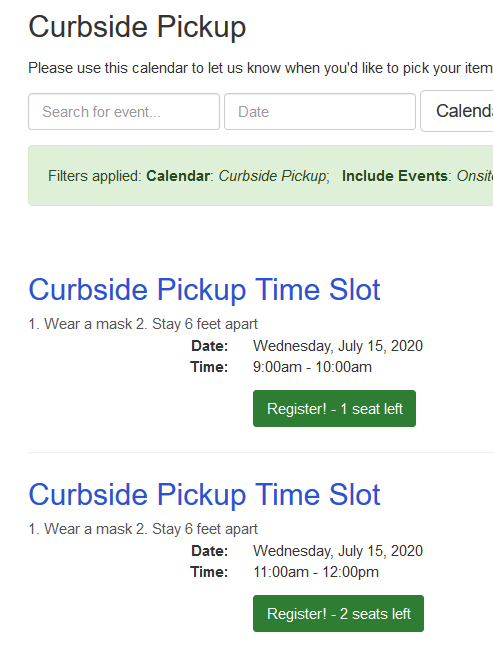 Curbside Pickup
Please use this calendar to let us know when you'd like to pick your item
Search for event...
Date
Calenda
Filters applied: Calendar: Curbside Pickup; Include Events: Onsite
Curbside Pickup Time Slot
1. Wear a mask 2. Stay 6 feet apart
Date: Wednesday, July 15, 2020
Time: 9:00am - 10:00am
Register! - 1 seat left
Curbside Pickup Time Slot
1. Wear a mask 2. Stay 6 feet apart
Date: Wednesday, July 15, 2020
Time: 11:00am - 12:00pm
Register! - 2 seats left